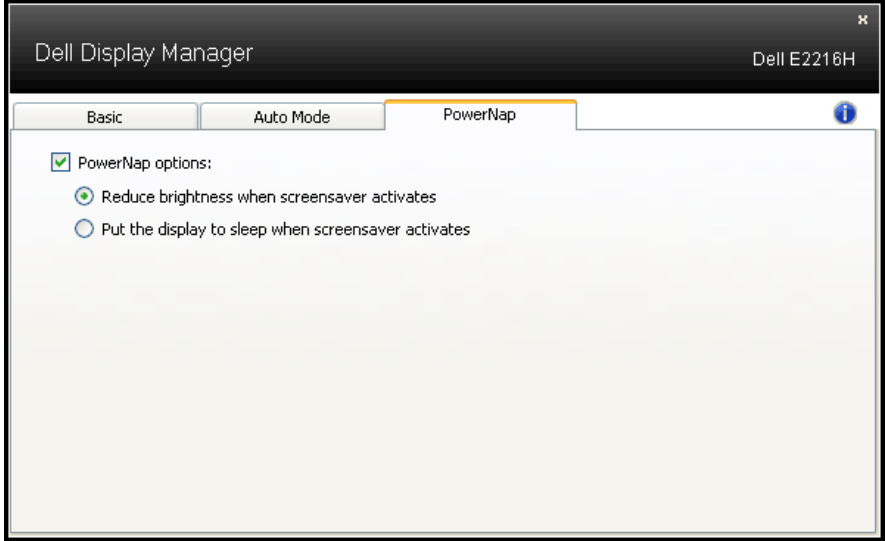 Dell Display Manager
Dell E2216H
Basic
Auto Mode
PowerNap
PowerNap options:
Reduce brightness when screensaver activates
Put the display to sleep when screensaver activates